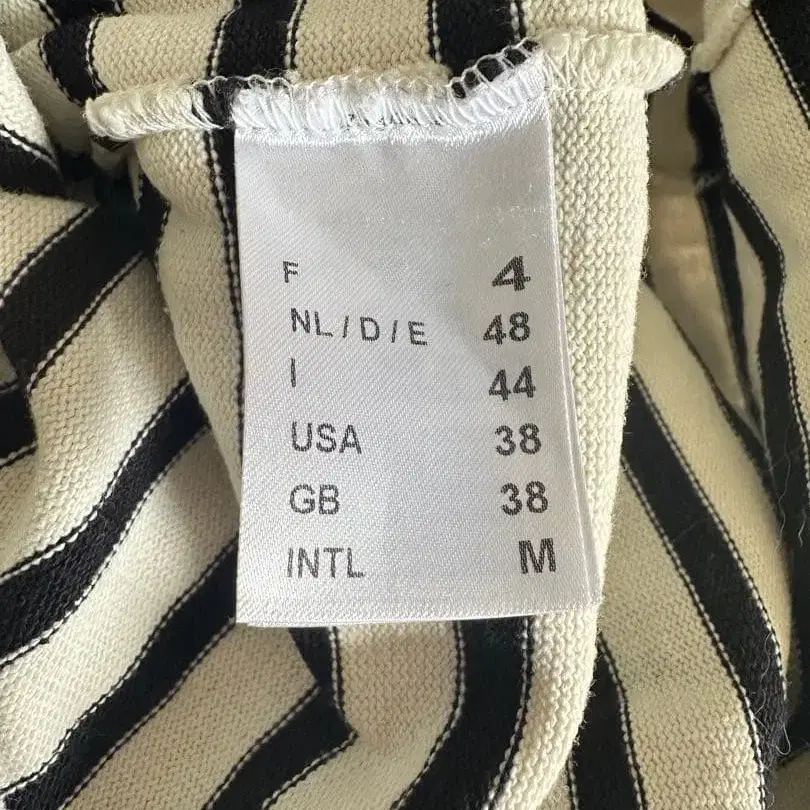 F 4
NL / D / E 48
I 44
USA 38
GB 38
INTL M